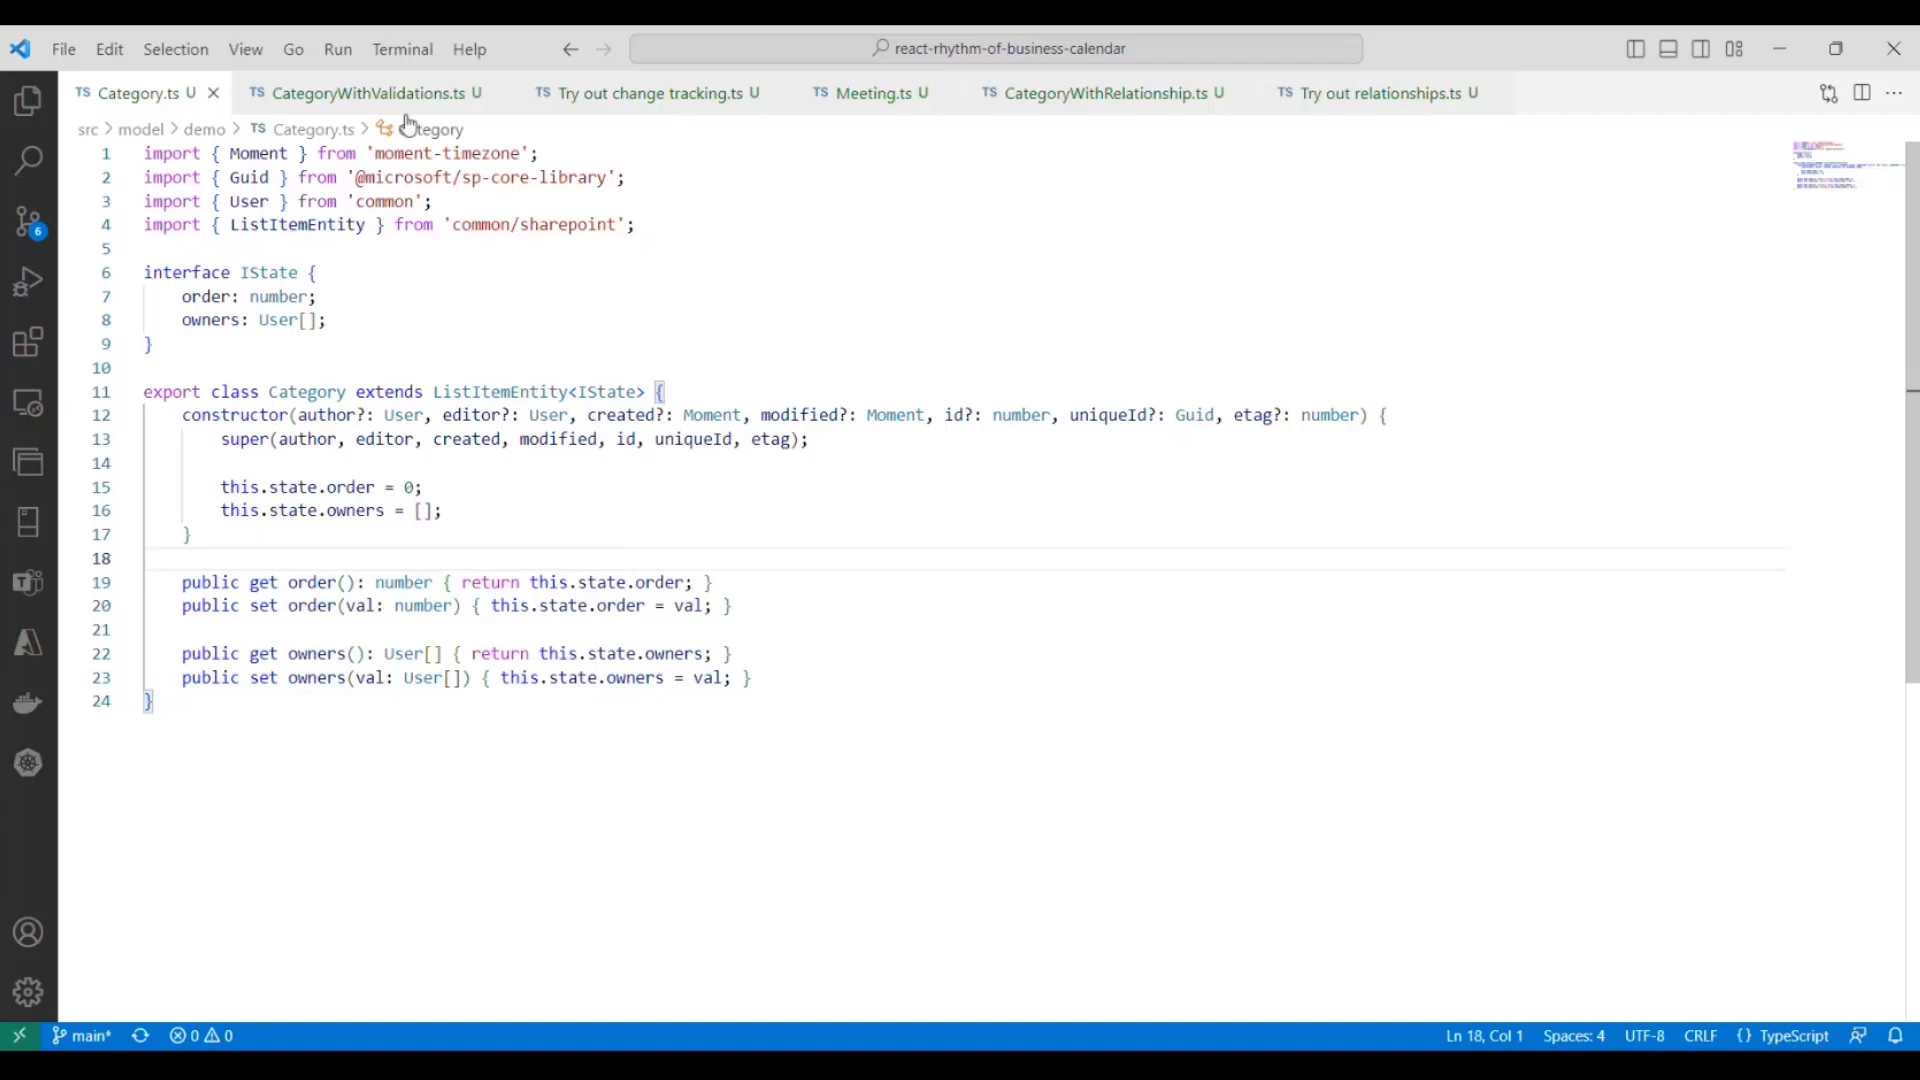 File Edit Selection View Go Run Terminal Help react-rhythm-of-business-calendar
TS Category.ts U TS CategoryWithValidations.ts U TS Try out change tracking.ts U TS Meeting.ts U TS CategoryWithRelationship.ts U TS Try out relationships.ts U
src > model > demo > TS Category.ts > Category
1 import { Moment } from 'moment-timezone';
2 import { Guid } from '@microsoft/sp-core-library';
3 import { User } from 'common';
4 import { ListItemEntity } from 'common/sharepoint';
5
6 interface IState {
7 order: number;
8 owners: User[];
9 }
10
11 export class Category extends ListItemEntity<IState> {
12 constructor(author?: User, editor?: User, created?: Moment, modified?: Moment, id?: number, uniqueId?: Guid, etag?: number) {
13 super(author, editor, created, modified, id, uniqueId, etag);
14
15 this.state.order = 0;
16 this.state.owners = [];
17 }
18
19 public get order(): number { return this.state.order; }
20 public set order(val: number) { this.state.order = val; }
21
22 public get owners(): User[] { return this.state.owners; }
23 public set owners(val: User[]) { this.state.owners = val; }
24 }
6
main* 0 0 Ln 18, Col 1 Spaces: 4 UTF-8 CRLF {} TypeScript